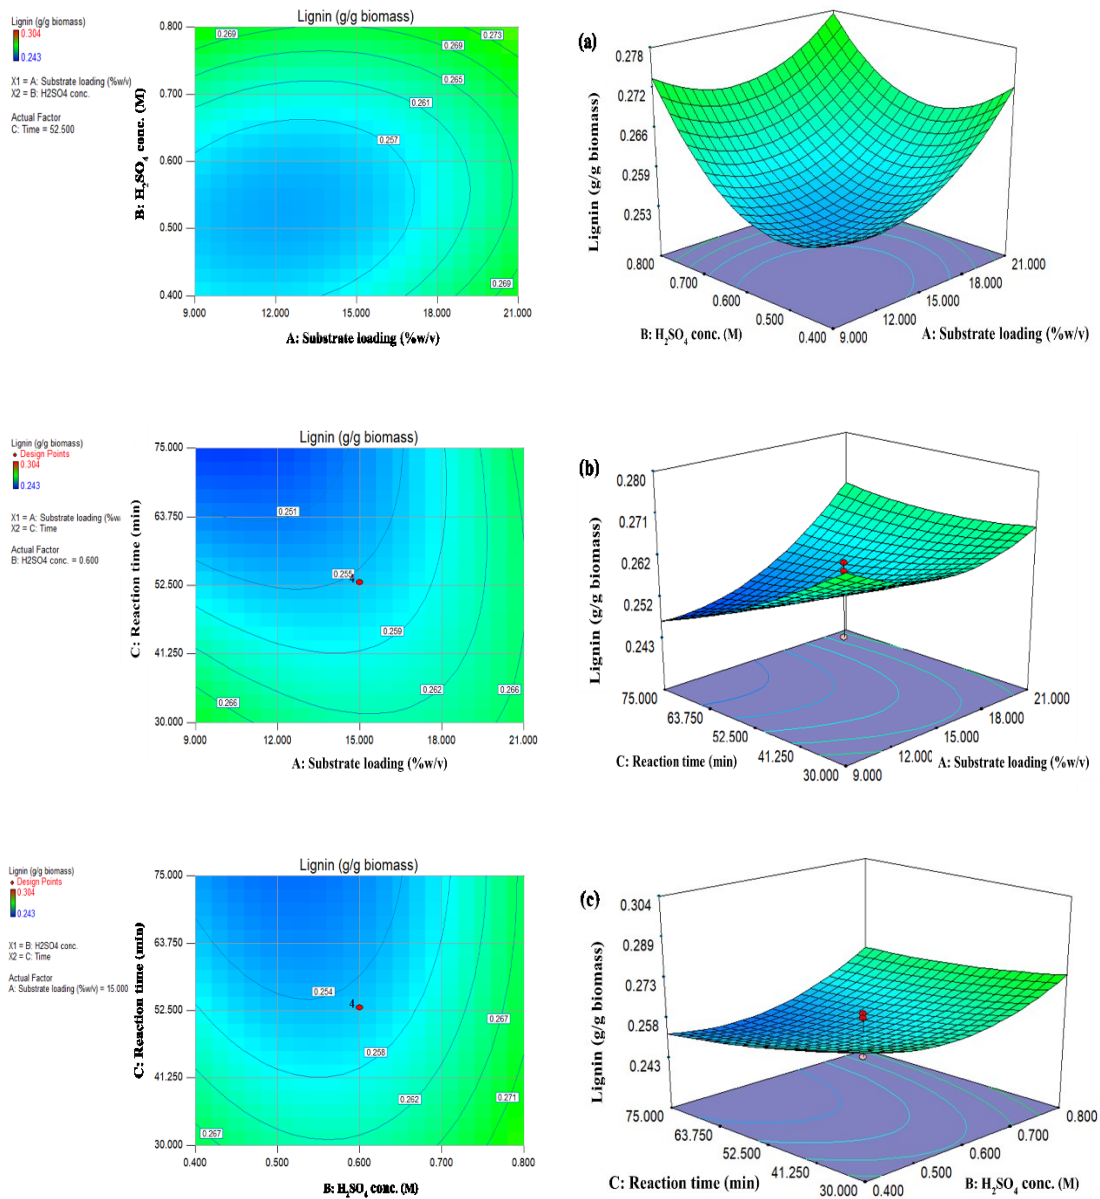 Lignin (g/g biomass)
0.304
0.243
X1 = A: Substrate loading (%w/v)
X2 = B: H2SO4 conc.
Actual Factor
C: Time = 52.500
Lignin (g/g biomass)
0.800
0.700
0.600
0.500
0.400
B: H₂SO₄ conc. (M)
0.269
0.273
0.269
0.265
0.261
0.257
0.269
9.000
12.000
15.000
18.000
21.000
A: Substrate loading (%w/v)
(a)
0.278
0.272
0.266
0.259
0.253
Lignin (g/g biomass)
0.800
0.700
0.600
0.500
0.400
B: H₂SO₄ conc. (M)
9.000
12.000
15.000
18.000
21.000
A: Substrate loading (%w/v)
Lignin (g/g biomass)
Design Points
0.304
0.243
X1 = A: Substrate loading (%w
X2 = C: Time
Actual Factor
B: H2SO4 conc. = 0.600
Lignin (g/g biomass)
75.000
63.750
52.500
41.250
30.000
C: Reaction time (min)
0.251
0.255
4
0.259
0.262
0.266
0.266
9.000
12.000
15.000
18.000
21.000
A: Substrate loading (%w/v)
(b)
0.280
0.271
0.262
0.252
0.243
Lignin (g/g biomass)
75.000
63.750
52.500
41.250
30.000
C: Reaction time (min)
9.000
12.000
15.000
18.000
21.000
A: Substrate loading (%w/v)
Lignin (g/g biomass)
Design Points
0.304
0.243
X1 = B: H2SO4 conc.
X2 = C: Time
Actual Factor
A: Substrate loading (%w/v) = 15.000
Lignin (g/g biomass)
75.000
63.750
52.500
41.250
30.000
C: Reaction time (min)
0.254
4
0.258
0.267
0.262
0.271
0.267
0.400
0.500
0.600
0.700
0.800
B: H₂SO₄ conc. (M)
(c)
0.304
0.289
0.273
0.258
0.243
Lignin (g/g biomass)
75.000
63.750
52.500
41.250
30.000
C: Reaction time (min)
0.400
0.500
0.600
0.700
0.800
B: H₂SO₄ conc. (M)